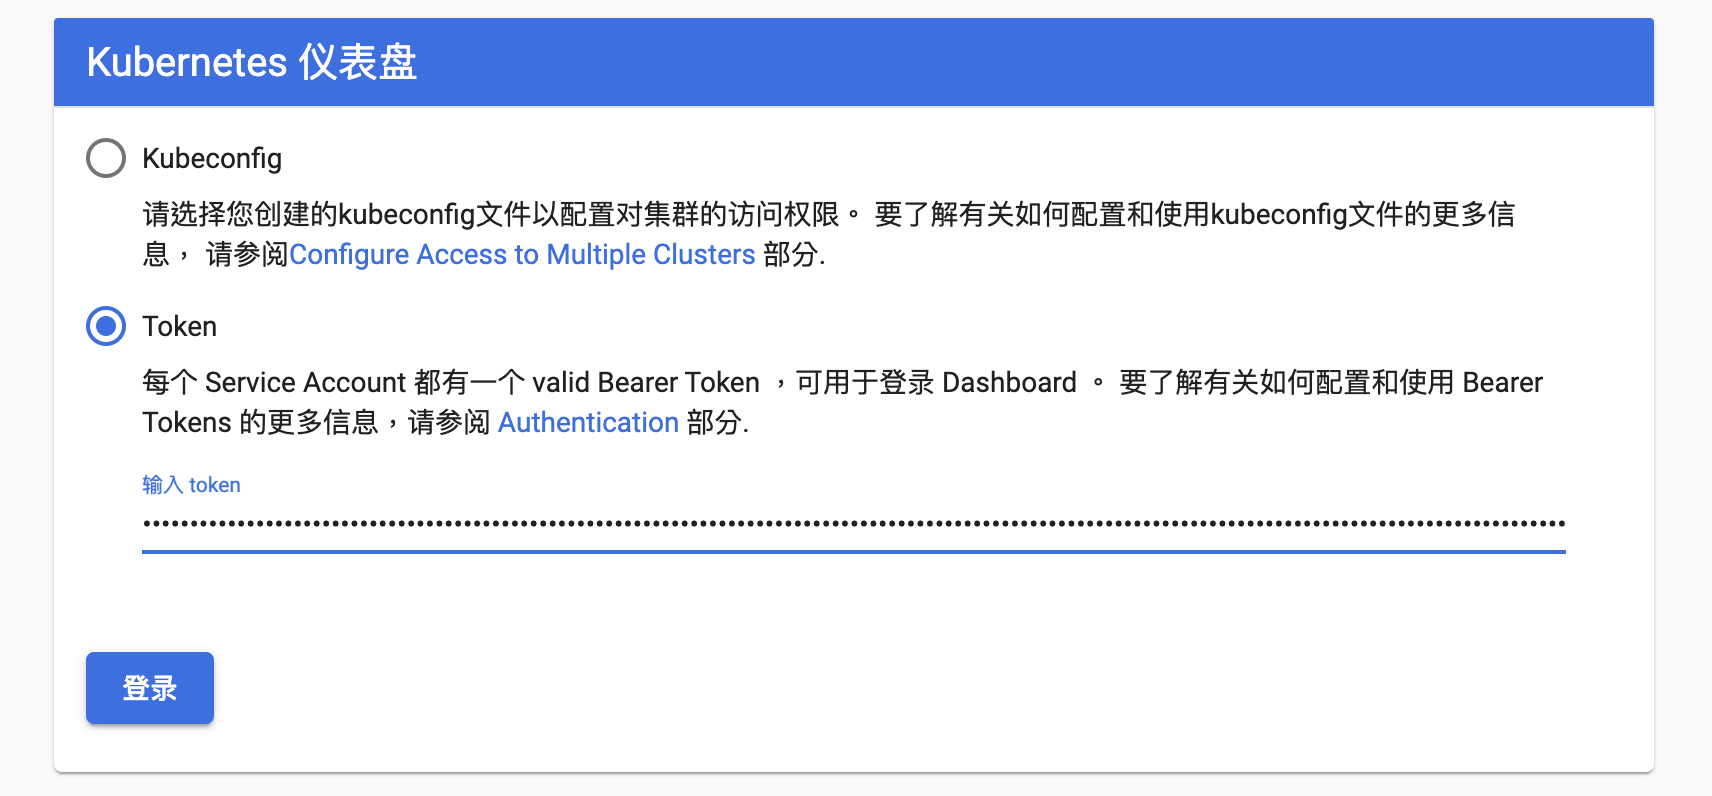 Kubernetes 仪表盘
Kubeconfig
请选择您创建的kubeconfig文件以配置对集群的访问权限。 要了解有关如何配置和使用kubeconfig文件的更多信
息， 请参阅Configure Access to Multiple Clusters 部分.
Token
每个 Service Account 都有一个 valid Bearer Token ，可用于登录 Dashboard 。 要了解有关如何配置和使用 Bearer
Tokens 的更多信息，请参阅 Authentication 部分.
输入 token
登录